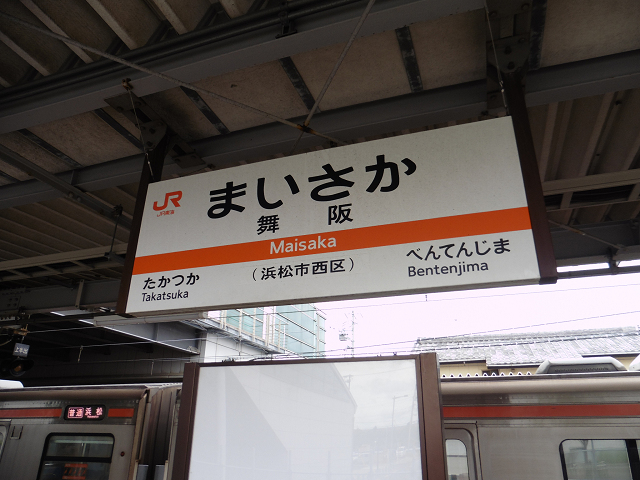 JR
JR東海
まいさか
舞阪
Maisaka
たかつか
Takatsuka
(浜松市西区)
べんてんじま
Bentenjima
普通 浜松